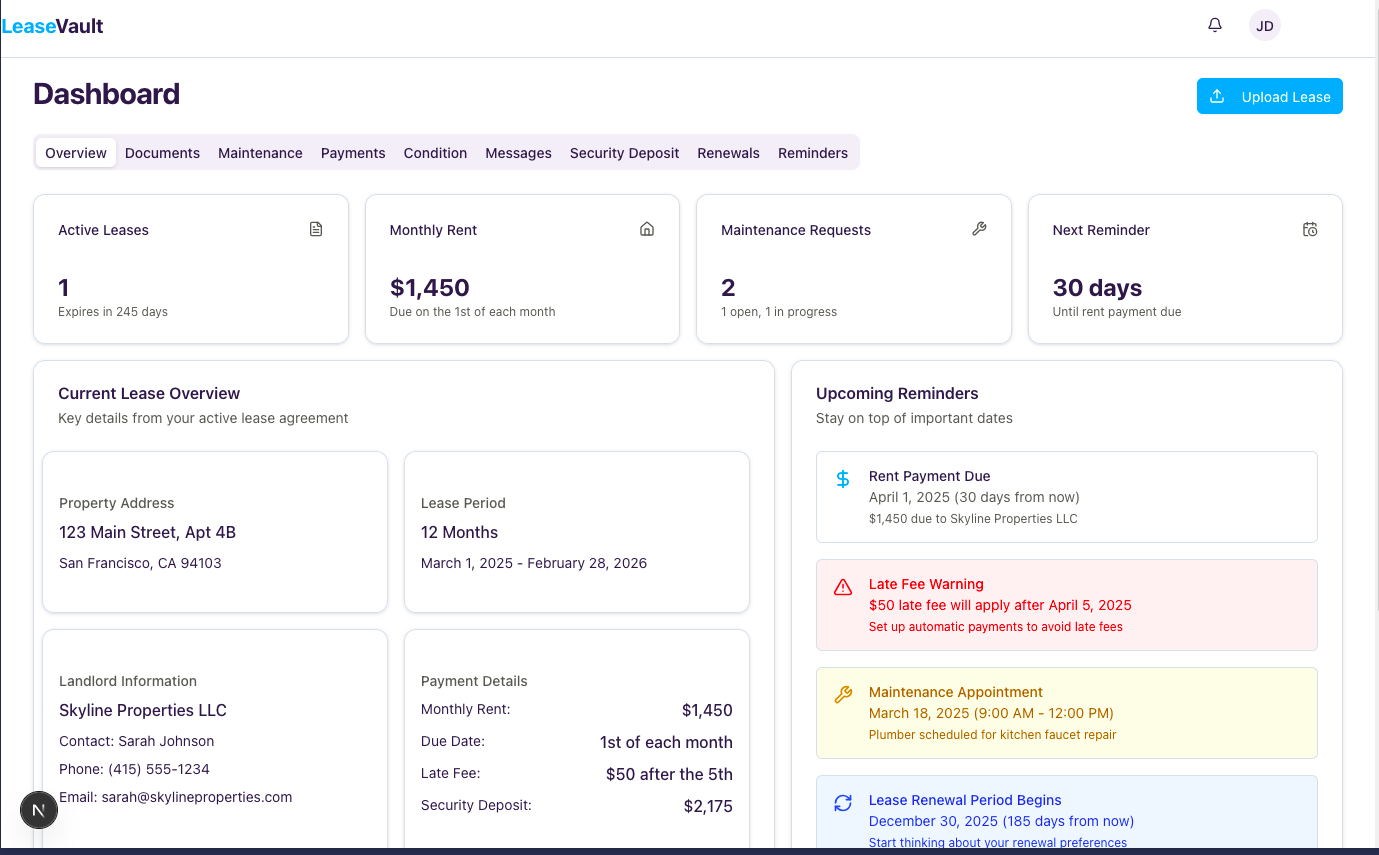 LeaseVault
JD
Dashboard
Upload Lease
Overview Documents Maintenance Payments Condition Messages Security Deposit Renewals Reminders
Active Leases
1
Expires in 245 days
Monthly Rent
$1,450
Due on the 1st of each month
Maintenance Requests
2
1 open, 1 in progress
Next Reminder
30 days
Until rent payment due
Current Lease Overview
Key details from your active lease agreement
Property Address
123 Main Street, Apt 4B
San Francisco, CA 94103
Lease Period
12 Months
March 1, 2025 - February 28, 2026
Landlord Information
Skyline Properties LLC
Contact: Sarah Johnson
Phone: (415) 555-1234
Email: sarah@skylineproperties.com
Payment Details
Monthly Rent: $1,450
Due Date: 1st of each month
Late Fee: $50 after the 5th
Security Deposit: $2,175
Upcoming Reminders
Stay on top of important dates
Rent Payment Due
April 1, 2025 (30 days from now)
$1,450 due to Skyline Properties LLC
Late Fee Warning
$50 late fee will apply after April 5, 2025
Set up automatic payments to avoid late fees
Maintenance Appointment
March 18, 2025 (9:00 AM - 12:00 PM)
Plumber scheduled for kitchen faucet repair
Lease Renewal Period Begins
December 30, 2025 (185 days from now)
Start thinking about your renewal preferences
N